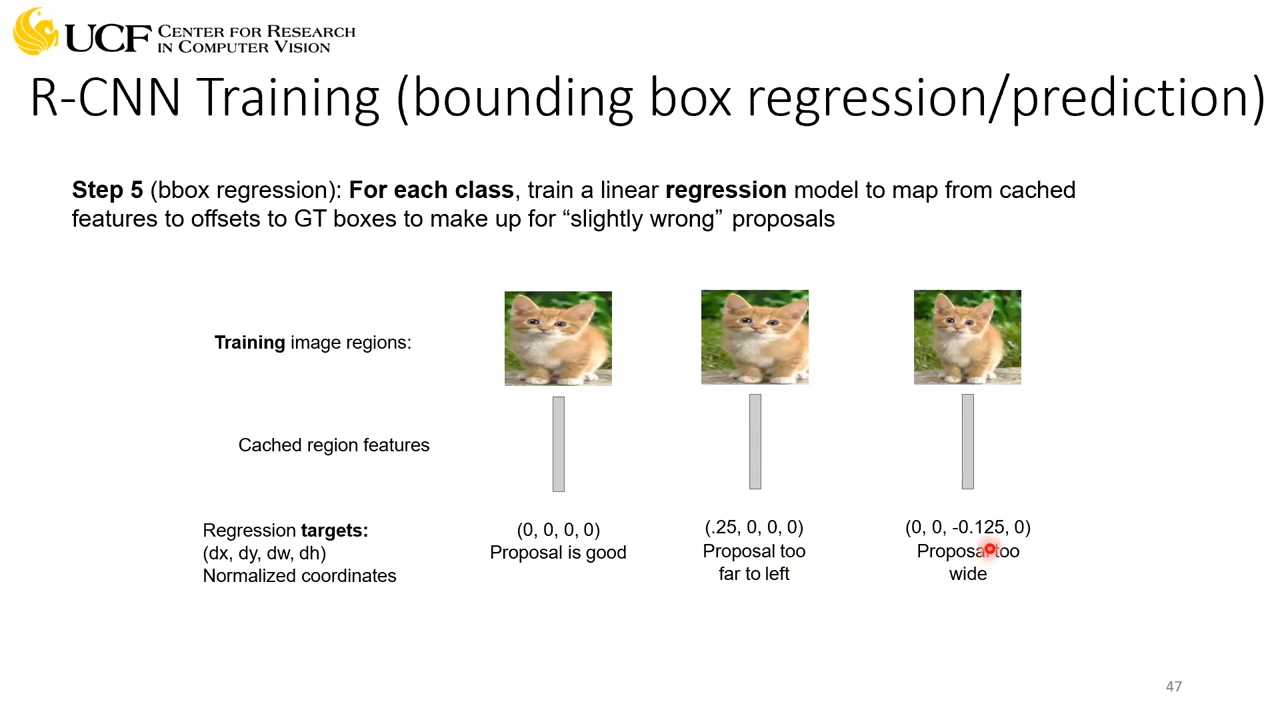 UCF CENTER FOR RESEARCH
IN COMPUTER VISION
R-CNN Training (bounding box regression/prediction)
Step 5 (bbox regression): For each class, train a linear regression model to map from cached
features to offsets to GT boxes to make up for “slightly wrong” proposals
Training image regions:
Cached region features
Regression targets:
(dx, dy, dw, dh)
Normalized coordinates
(0, 0, 0, 0)
Proposal is good
(.25, 0, 0, 0)
Proposal too
far to left
(0, 0, -0.125, 0)
Proposal too
wide
47